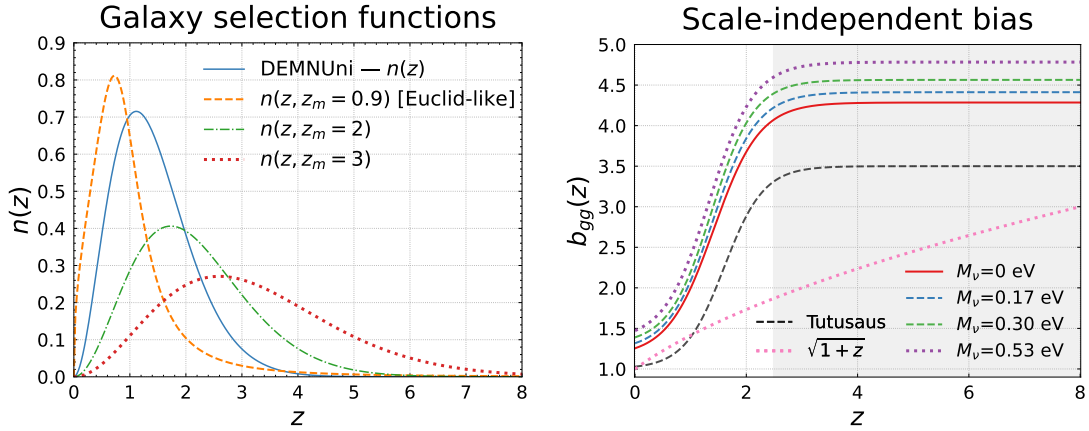 Galaxy selection functions
n(z)
0.9
0.8
0.7
0.6
0.5
0.4
0.3
0.2
0.1
0.0
DEMNUni — n(z)
n(z, z_m = 0.9) [Euclid-like]
n(z, z_m = 2)
n(z, z_m = 3)
0 1 2 3 4 5 6 7 8
z
Scale-independent bias
b_gg(z)
5.0
4.5
4.0
3.5
3.0
2.5
2.0
1.5
1.0
Tutusaus
√1+z
M_ν=0 eV
M_ν=0.17 eV
M_ν=0.30 eV
M_ν=0.53 eV
0 2 4 6 8
z